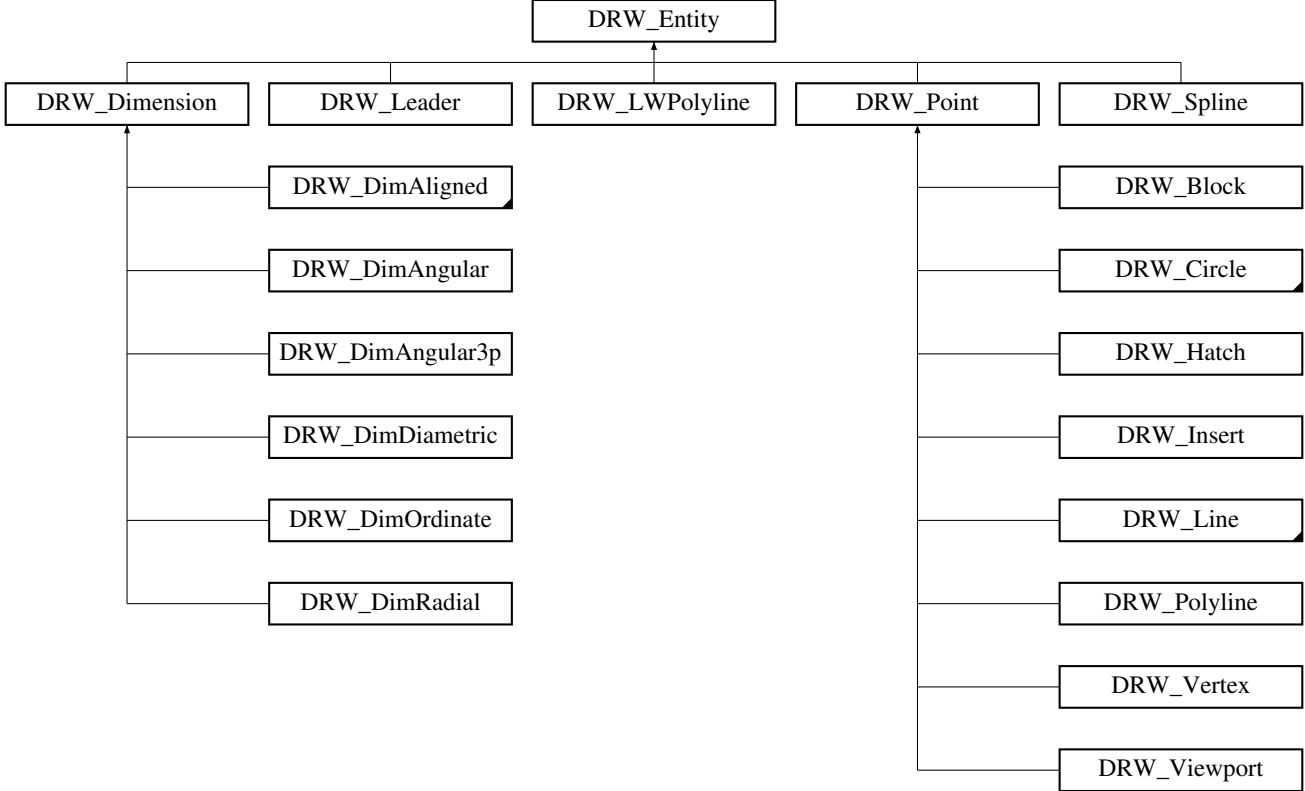 DRW_Entity
DRW_Dimension DRW_Leader DRW_LWPolyline DRW_Point DRW_Spline
DRW_DimAligned DRW_Block
DRW_DimAngular DRW_Circle
DRW_DimAngular3p DRW_Hatch
DRW_DimDiametric DRW_Insert
DRW_DimOrdinate DRW_Line
DRW_DimRadial DRW_Polyline
DRW_Vertex
DRW_Viewport